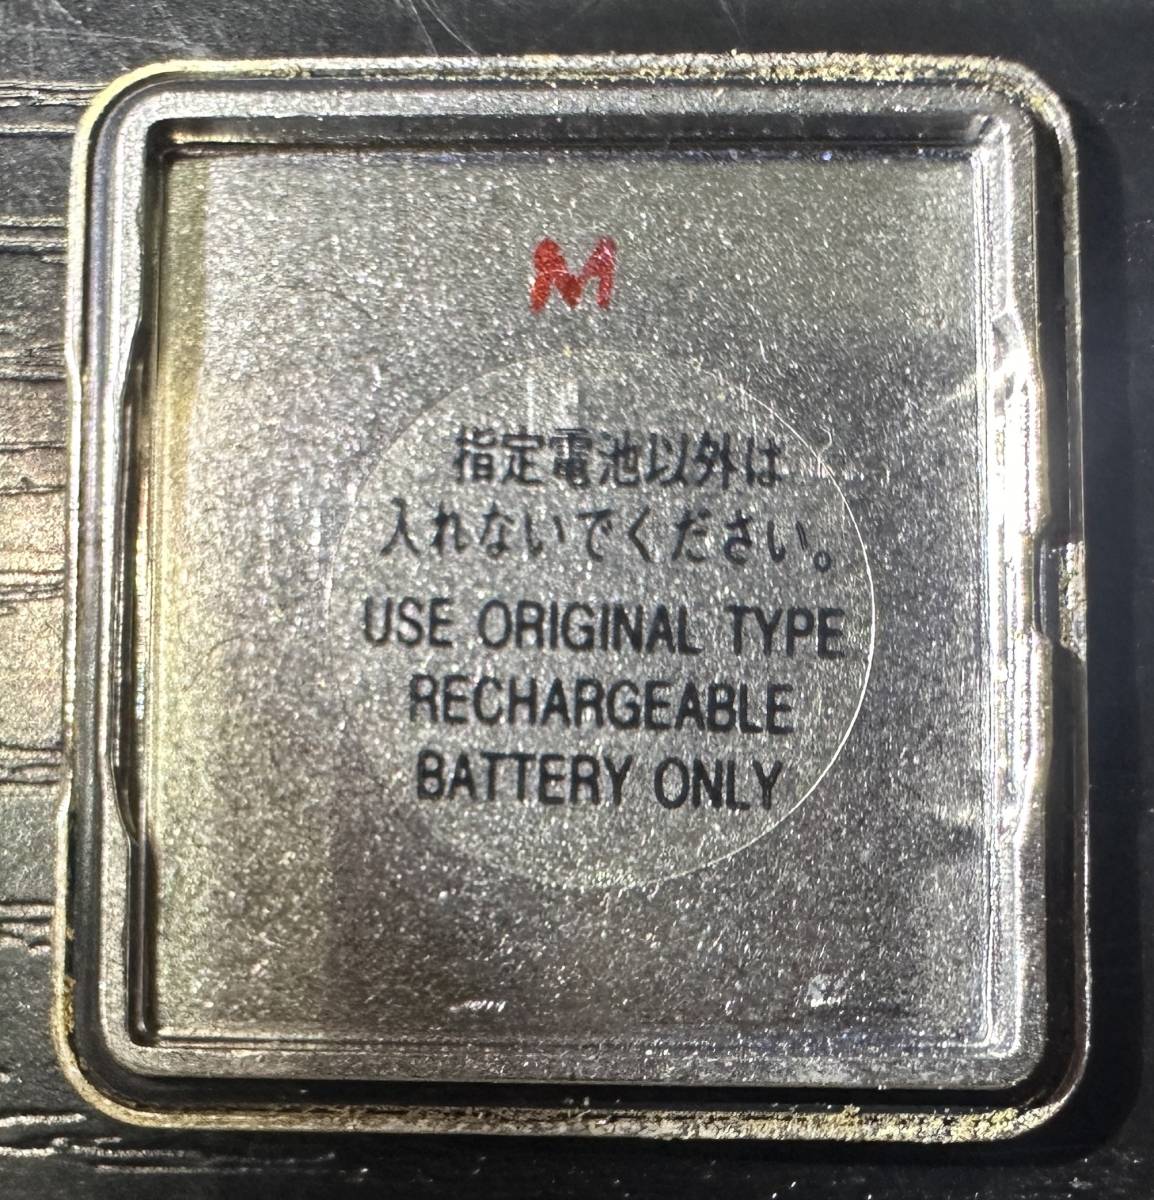 M
指定電池以外は
入れないでください。
USE ORIGINAL TYPE
RECHARGEABLE
BATTERY ONLY